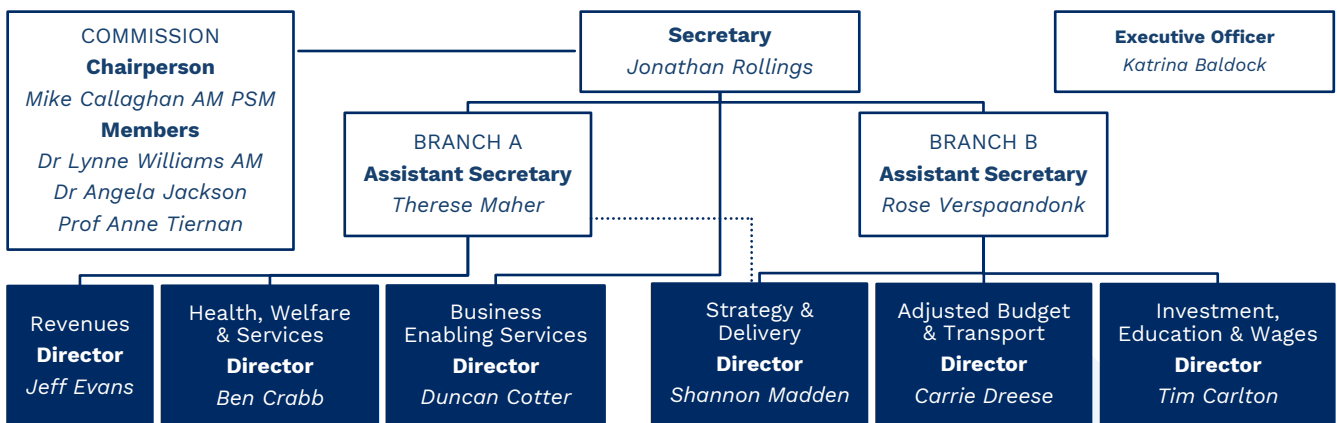 COMMISSION
Chairperson
Mike Callaghan AM PSM
Members
Dr Lynne Williams AM
Dr Angela Jackson
Prof Anne Tiernan
Secretary
Jonathan Rollings
Executive Officer
Katrina Baldock
BRANCH A
Assistant Secretary
Therese Maher
BRANCH B
Assistant Secretary
Rose Verspaandonk
Revenues
Director
Jeff Evans
Health, Welfare
& Services
Director
Ben Crabb
Business
Enabling Services
Director
Duncan Cotter
Strategy &
Delivery
Director
Shannon Madden
Adjusted Budget
& Transport
Director
Carrie Dreese
Investment,
Education & Wages
Director
Tim Carlton